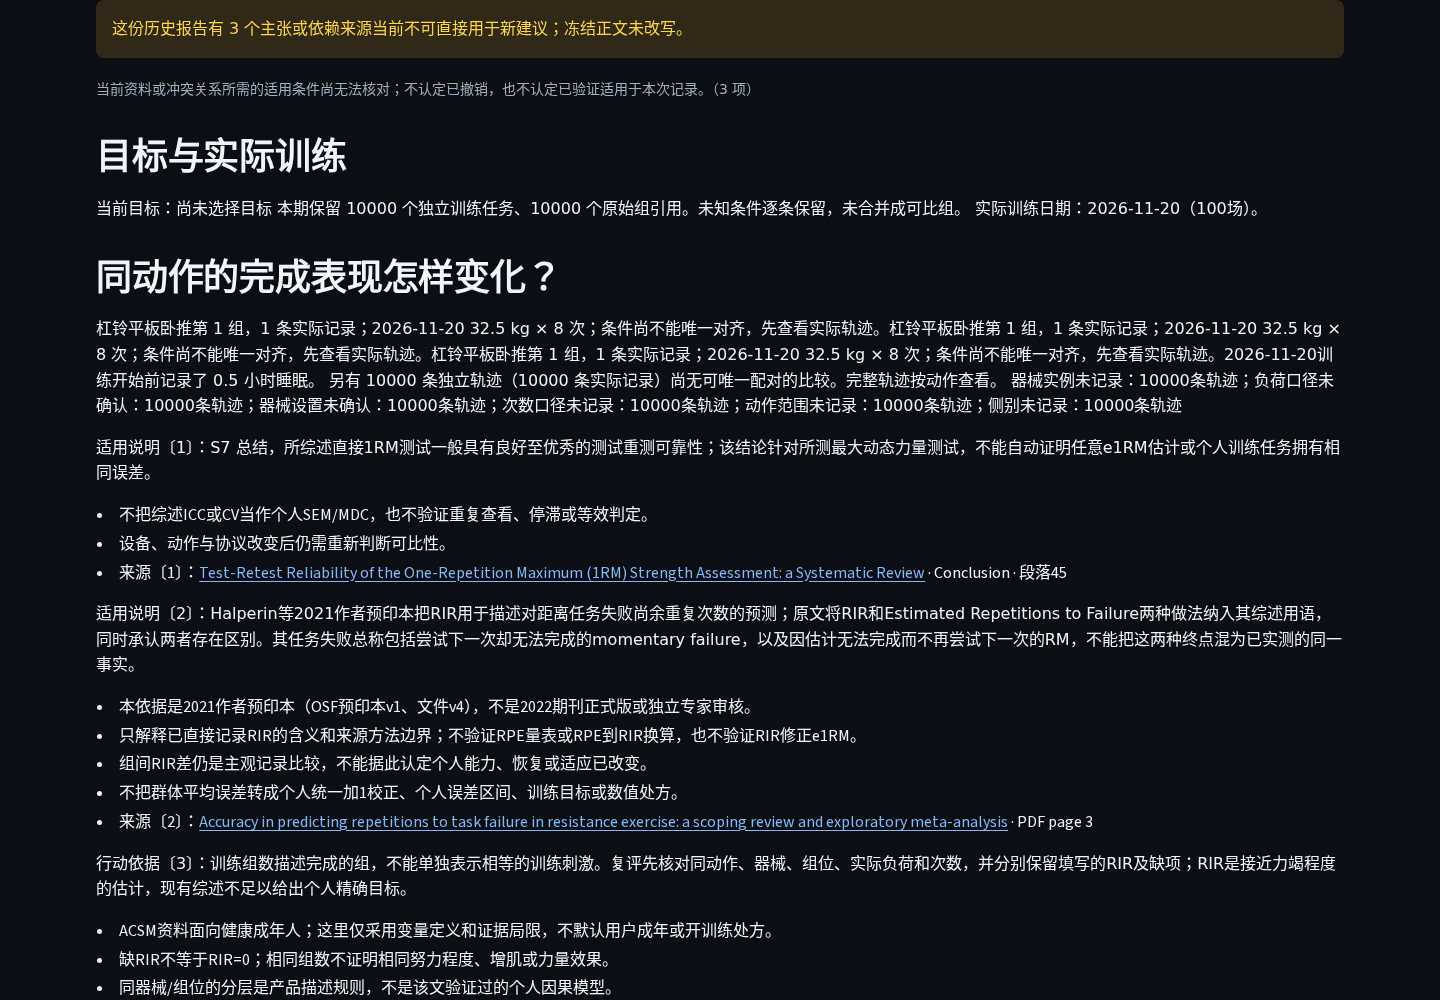 这份历史报告有 3 个主张或依赖来源当前不可直接用于新建议；冻结正文未改写。
当前资料或冲突关系所需的适用条件尚无法核对；不认定已撤销，也不认定已验证适用于本次记录。（3 项）
目标与实际训练
当前目标：尚未选择目标 本期保留 10000 个独立训练任务、10000 个原始组引用。未知条件逐条保留，未合并成可比组。 实际训练日期：2026-11-20（100场）。
同动作的完成表现怎样变化？
杠铃平板卧推第 1 组，1 条实际记录；2026-11-20 32.5 kg × 8 次；条件尚不能唯一对齐，先查看实际轨迹。杠铃平板卧推第 1 组，1 条实际记录；2026-11-20 32.5 kg ×
8 次；条件尚不能唯一对齐，先查看实际轨迹。杠铃平板卧推第 1 组，1 条实际记录；2026-11-20 32.5 kg × 8 次；条件尚不能唯一对齐，先查看实际轨迹。2026-11-20训
练开始前记录了 0.5 小时睡眠。 另有 10000 条独立轨迹（10000 条实际记录）尚无可唯一配对的比较。完整轨迹按动作查看。 器械实例未记录：10000条轨迹；负荷口径未
确认：10000条轨迹；器械设置未确认：10000条轨迹；次数口径未记录：10000条轨迹；动作范围未记录：10000条轨迹；侧别未记录：10000条轨迹
适用说明〔1〕：S7 总结，所综述直接1RM测试一般具有良好至优秀的测试重测可靠性；该结论针对所测最大动态力量测试，不能自动证明任意e1RM估计或个人训练任务拥有相
同误差。
• 不把综述ICC或CV当作个人SEM/MDC，也不验证重复查看、停滞或等效判定。
• 设备、动作与协议改变后仍需重新判断可比性。
• 来源〔1〕：Test-Retest Reliability of the One-Repetition Maximum (1RM) Strength Assessment: a Systematic Review · Conclusion · 段落45
适用说明〔2〕：Halperin等2021作者预印本把RIR用于描述对距离任务失败尚余重复次数的预测；原文将RIR和Estimated Repetitions to Failure两种做法纳入其综述用语，
同时承认两者存在区别。其任务失败总称包括尝试下一次却无法完成的momentary failure，以及因估计无法完成而不再尝试下一次的RM，不能把这两种终点混为已实测的同一
事实。
• 本依据是2021作者预印本（OSF预印本v1、文件v4），不是2022期刊正式版或独立专家审核。
• 只解释已直接记录RIR的含义和来源方法边界；不验证RPE量表或RPE到RIR换算，也不验证RIR修正e1RM。
• 组间RIR差仍是主观记录比较，不能据此认定个人能力、恢复或适应已改变。
• 不把群体平均误差转成个人统一加1校正、个人误差区间、训练目标或数值处方。
• 来源〔2〕：Accuracy in predicting repetitions to task failure in resistance exercise: a scoping review and exploratory meta-analysis · PDF page 3
行动依据〔3〕：训练组数描述完成的组，不能单独表示相等的训练刺激。复评先核对同动作、器械、组位、实际负荷和次数，并分别保留填写的RIR及缺项；RIR是接近力竭程度
的估计，现有综述不足以给出个人精确目标。
• ACSM资料面向健康成年人；这里仅采用变量定义和证据局限，不默认用户成年或开训练处方。
• 缺RIR不等于RIR=0；相同组数不证明相同努力程度、增肌或力量效果。
• 同器械/组位的分层是产品描述规则，不是该文验证过的个人因果模型。